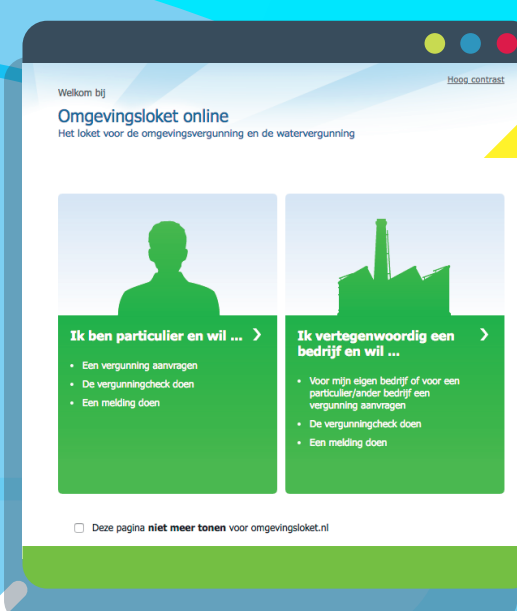 Hoog contrast
Welkom bij
Omgevingsloket online
Het loket voor de omgevingsvergunning en de watervergunning
Ik ben particulier en wil ...
• Een vergunning aanvragen
• De vergunningcheck doen
• Een melding doen
Ik vertegenwoordig een
bedrijf en wil ...
• Voor mijn eigen bedrijf of voor een
particulier/ander bedrijf een
vergunning aanvragen
• De vergunningcheck doen
• Een melding doen
Deze pagina niet meer tonen voor omgevingsloket.nl